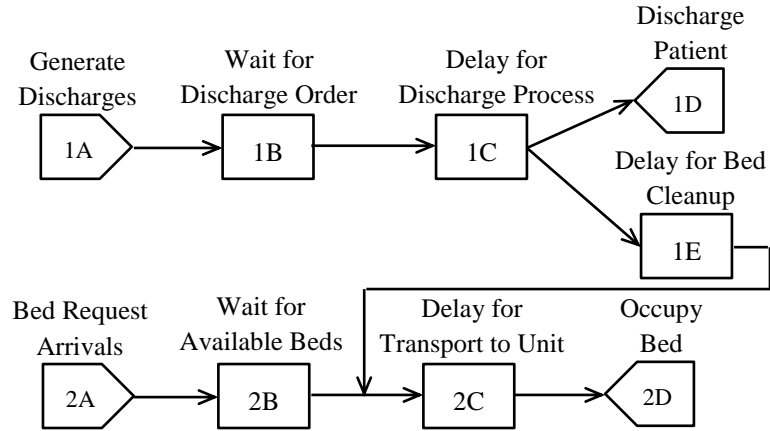 Generate
Discharges
1A
Wait for
Discharge Order
1B
Delay for
Discharge Process
1C
Discharge
Patient
1D
Delay for Bed
Cleanup
1E
Bed Request
Arrivals
2A
Wait for
Available Beds
2B
Delay for
Transport to Unit
2C
Occupy
Bed
2D